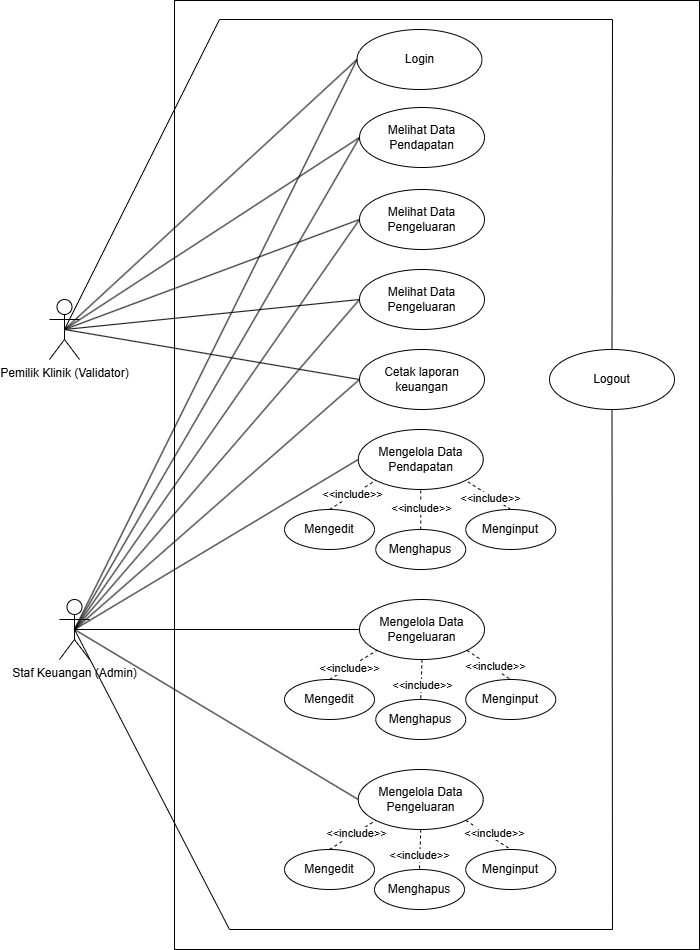 Login
Melihat Data
Pendapatan
Melihat Data
Pengeluaran
Melihat Data
Pengeluaran
Pemilik Klinik (Validator)
Cetak laporan
keuangan
Logout
Mengelola Data
Pendapatan
<<include>>
<<include>>
<<include>>
Mengedit
Menghapus
Menginput
Mengelola Data
Pengeluaran
Staf Keuangan (Admin)
<<include>>
<<include>>
<<include>>
Mengedit
Menghapus
Menginput
Mengelola Data
Pengeluaran
<<include>>
<<include>>
<<include>>
Mengedit
Menghapus
Menginput